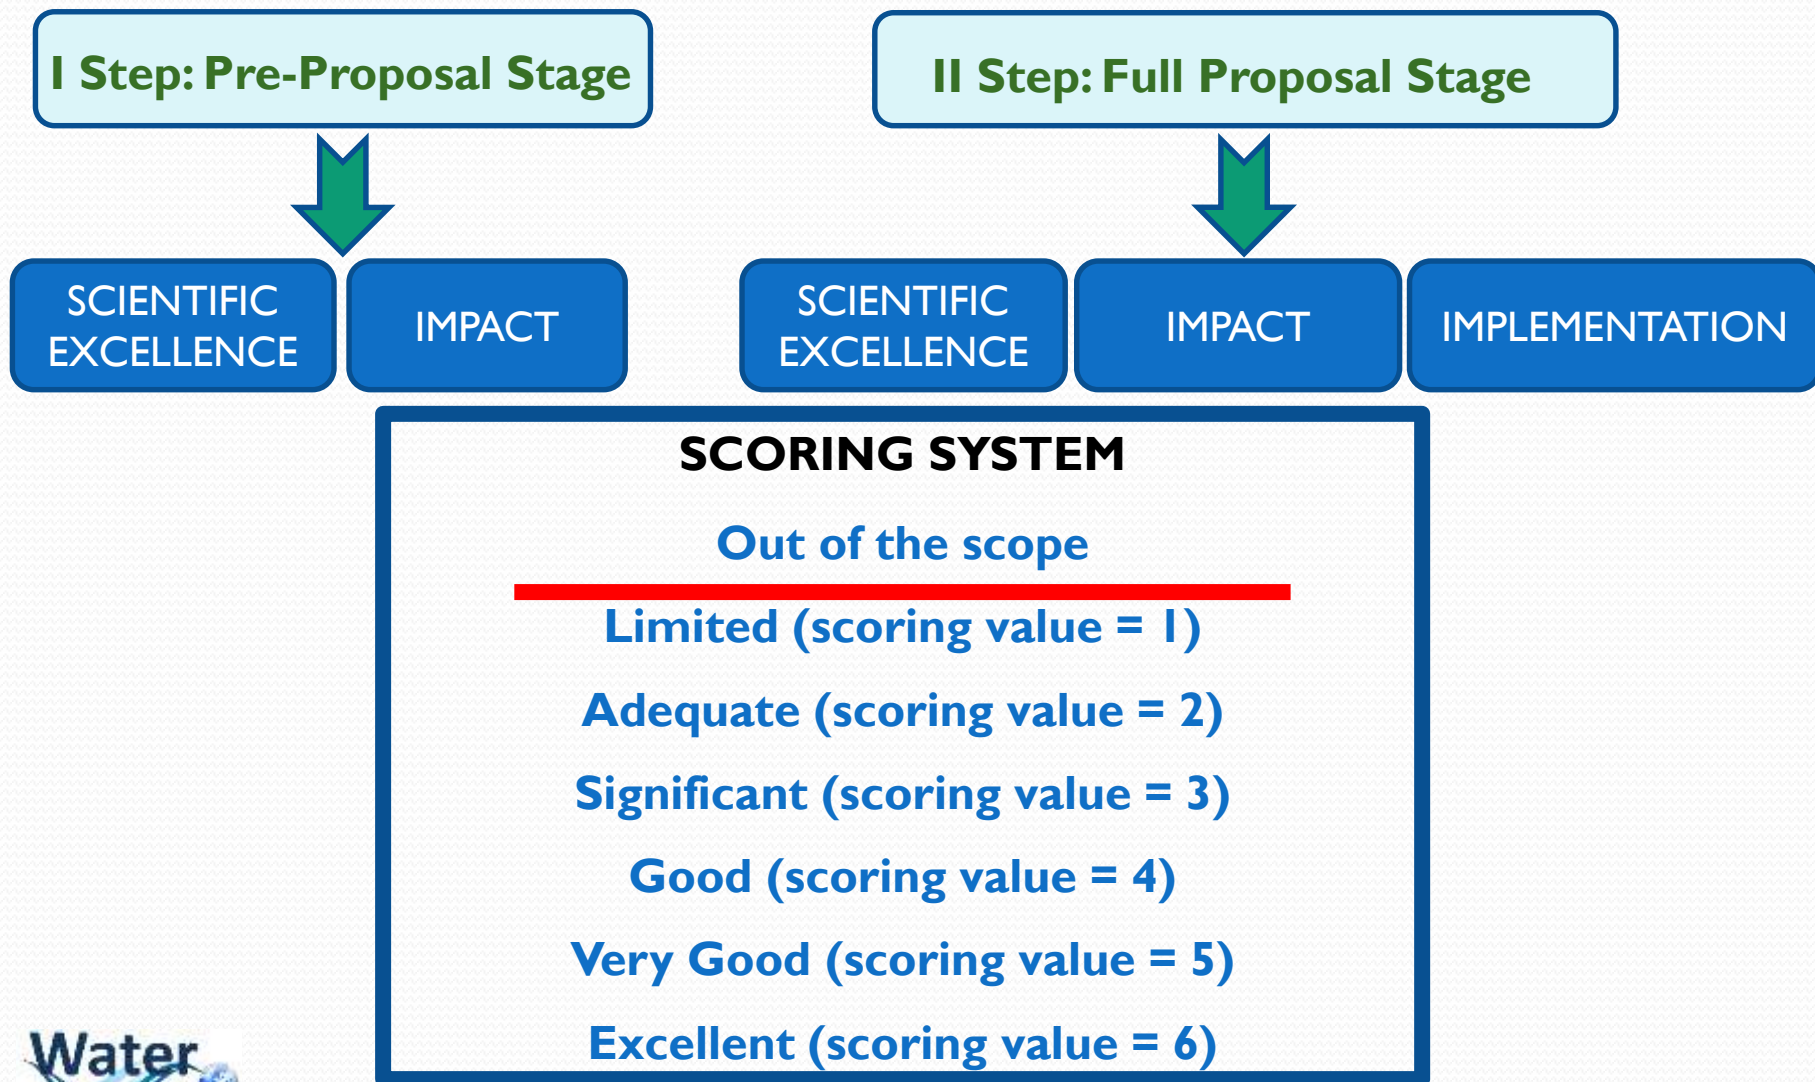 I Step: Pre-Proposal Stage
II Step: Full Proposal Stage
SCIENTIFIC
EXCELLENCE
IMPACT
SCIENTIFIC
EXCELLENCE
IMPACT
IMPLEMENTATION
SCORING SYSTEM
Out of the scope
Limited (scoring value = 1)
Adequate (scoring value = 2)
Significant (scoring value = 3)
Good (scoring value = 4)
Very Good (scoring value = 5)
Excellent (scoring value = 6)
Water